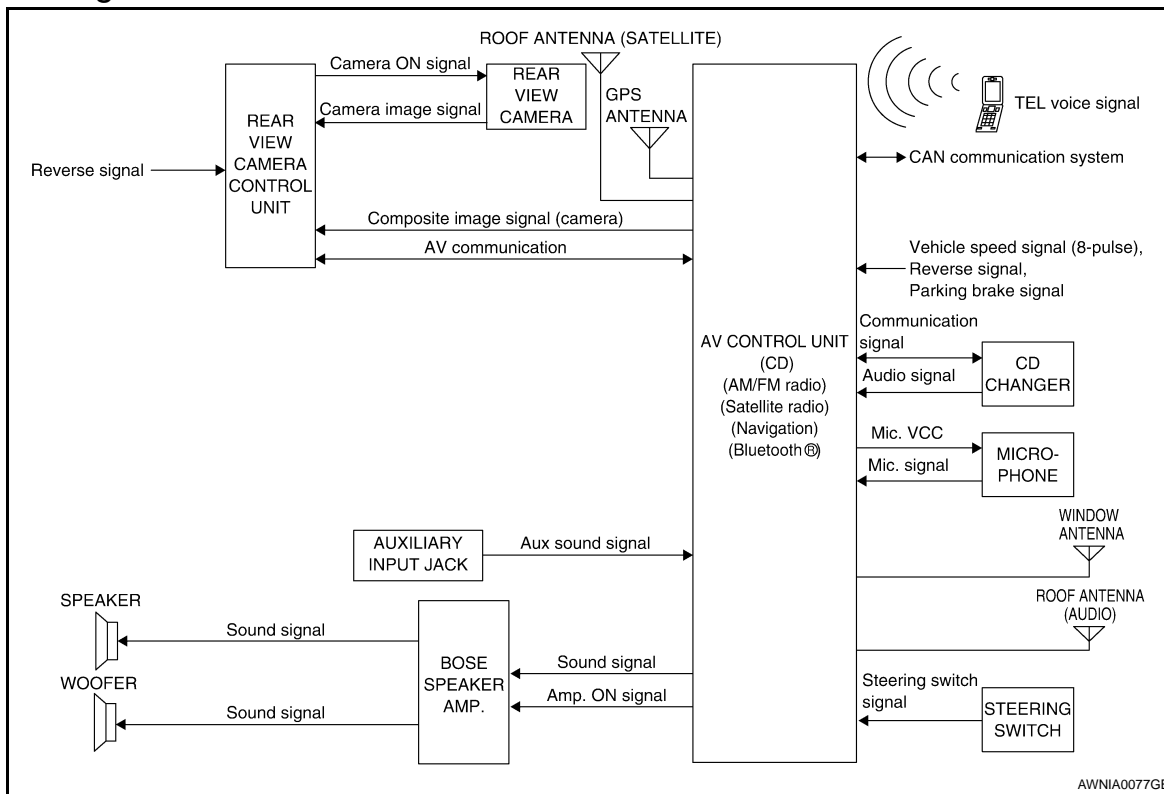 ROOF ANTENNA (SATELLITE)
Camera ON signal
REAR
VIEW
CAMERA
Camera image signal
GPS
ANTENNA
TEL voice signal
REAR
VIEW
CAMERA
CONTROL
UNIT
Reverse signal
CAN communication system
Composite image signal (camera)
AV communication
Vehicle speed signal (8-pulse),
Reverse signal,
Parking brake signal
AV CONTROL UNIT
(CD)
(AM/FM radio)
(Satellite radio)
(Navigation)
(Bluetooth®)
Communication
signal
Audio signal
CD
CHANGER
Mic. VCC
Mic. signal
MICRO-
PHONE
WINDOW
ANTENNA
AUXILIARY
INPUT JACK
Aux sound signal
ROOF ANTENNA
(AUDIO)
SPEAKER
Sound signal
WOOFER
Sound signal
BOSE
SPEAKER
AMP.
Sound signal
Amp. ON signal
Steering switch
signal
STEERING
SWITCH